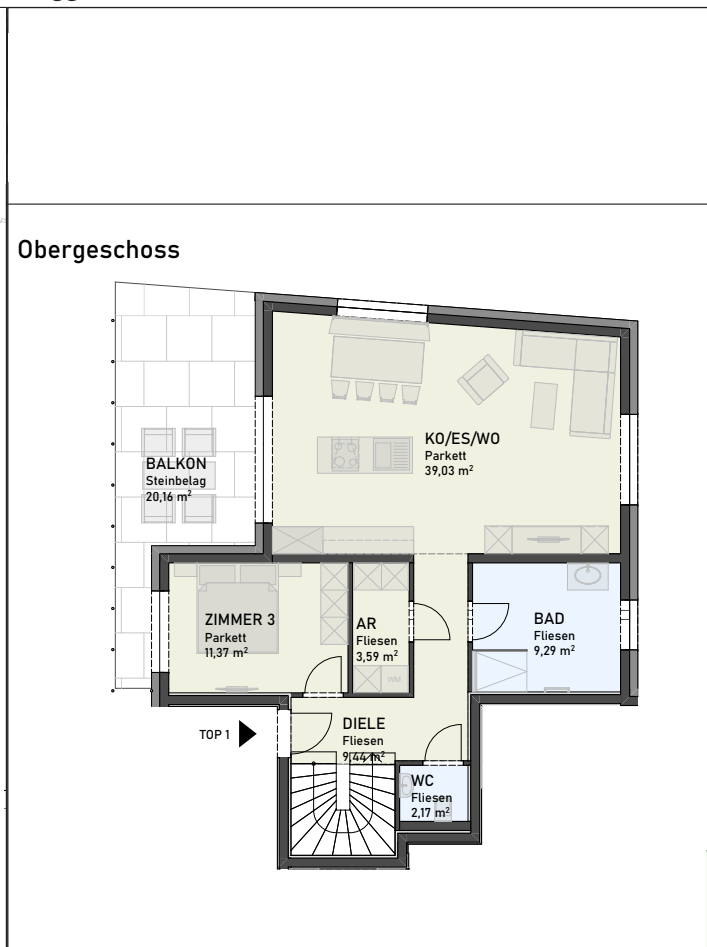 Obergeschoss
KO/ES/WO
Parkett
39,03 m²
BALKON
Steinbelag
20,16 m²
ZIMMER 3
Parkett
11,37 m²
AR
Fliesen
3,59 m²
WM
BAD
Fliesen
9,29 m²
TOP 1
DIELE
Fliesen
9,44 m²
WC
Fliesen
2,17 m²